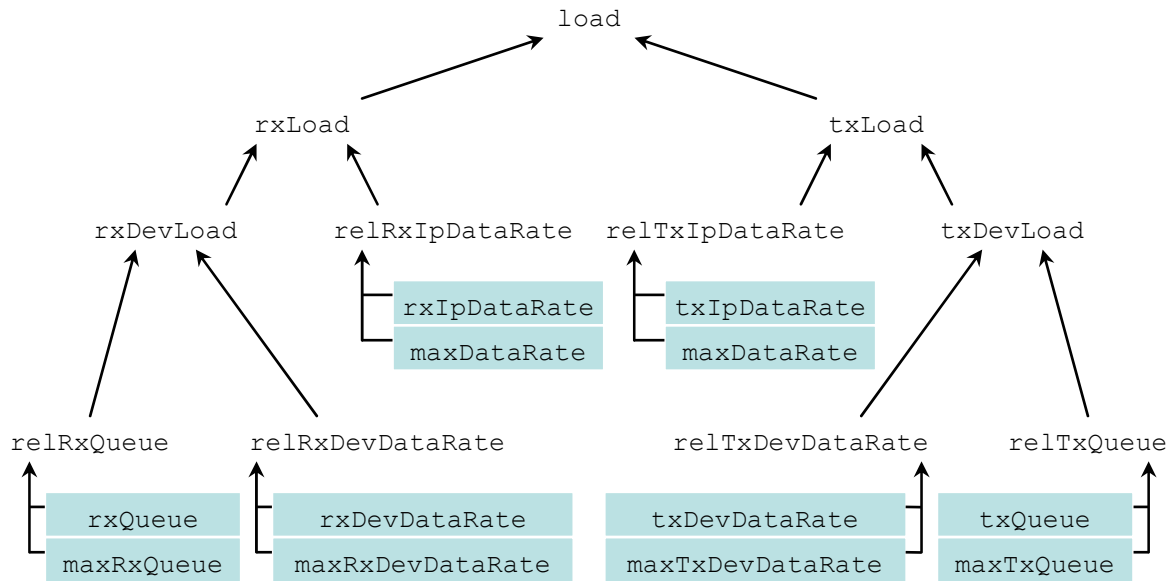 load
rxLoad txLoad
rxDevLoad relRxIpDataRate relTxIpDataRate txDevLoad
rxIpDataRate txIpDataRate
maxDataRate maxDataRate
relRxQueue relRxDevDataRate relTxDevDataRate relTxQueue
rxQueue rxDevDataRate txDevDataRate txQueue
maxRxQueue maxRxDevDataRate maxTxDevDataRate maxTxQueue